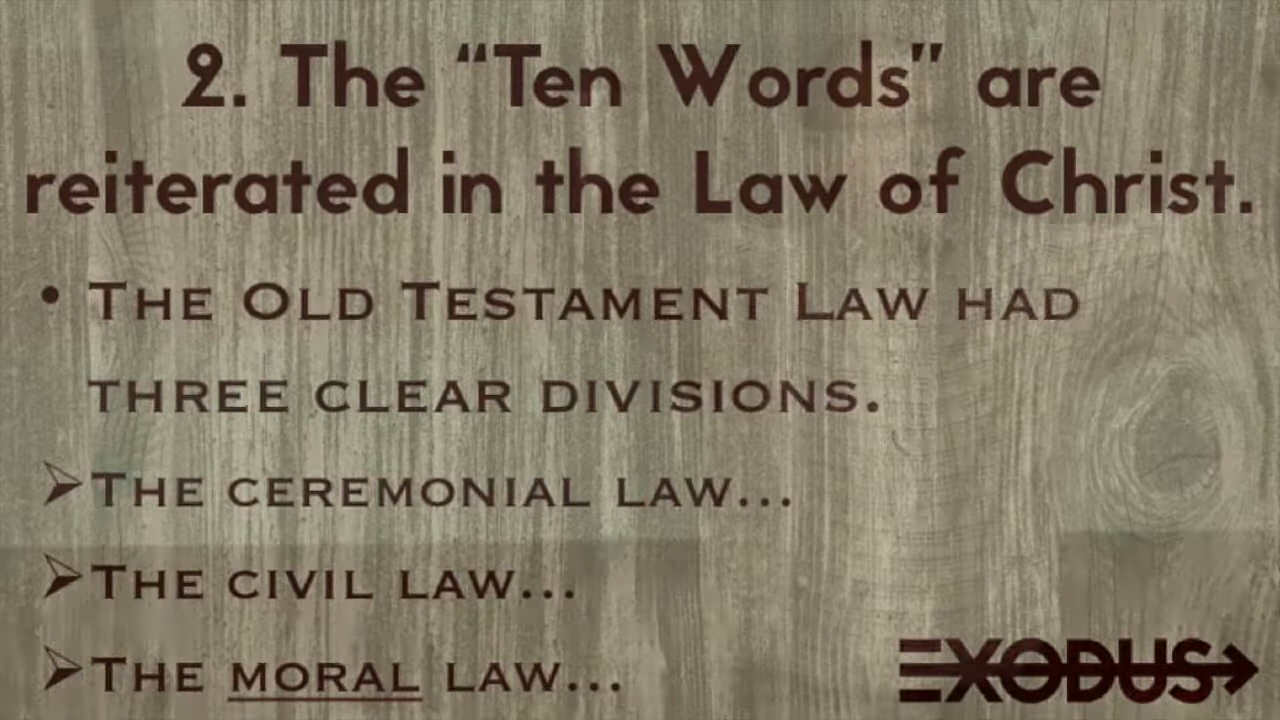 2. The “Ten Words” are
reiterated in the Law of Christ.
• The Old Testament Law had
three clear divisions.
➢ The ceremonial law...
➢ The civil law...
➢ The moral law...
EXODUS